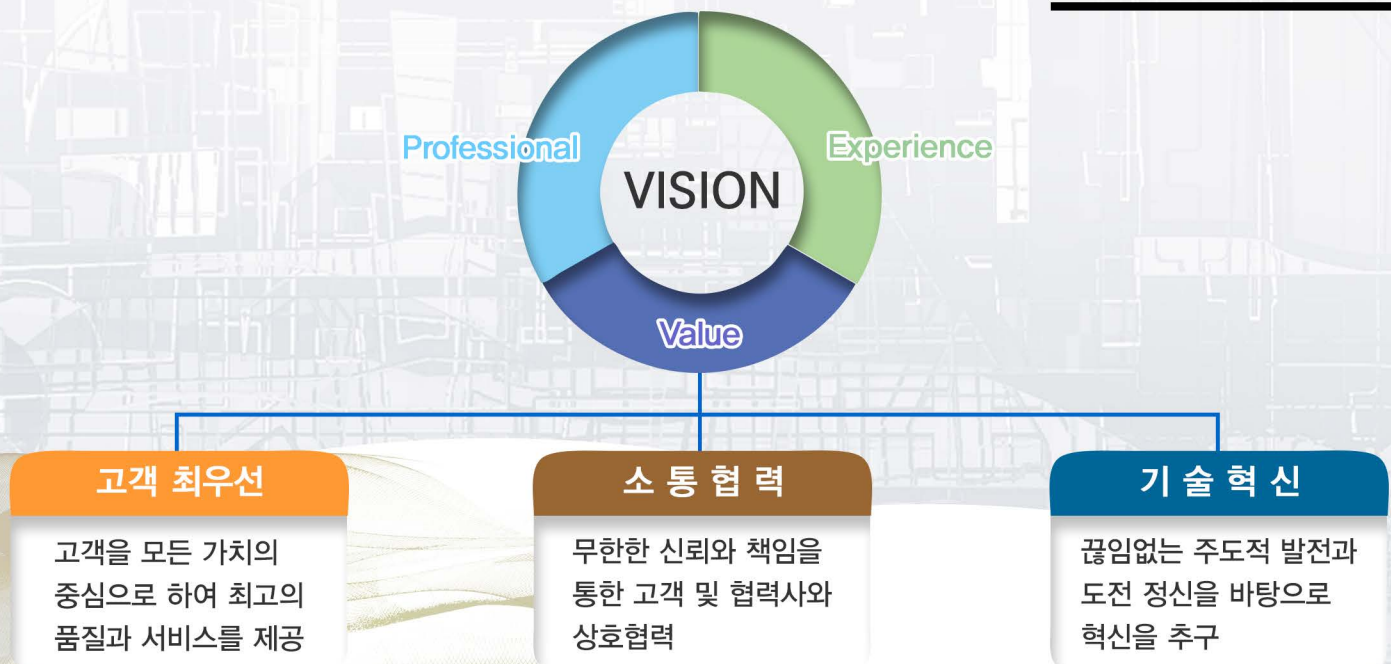 Professional
Experience
VISION
Value
고객 최우선
고객을 모든 가치의
중심으로 하여 최고의
품질과 서비스를 제공
소 통 협 력
무한한 신뢰와 책임을
통한 고객 및 협력사와
상호협력
기 술 혁 신
끊임없는 주도적 발전과
도전 정신을 바탕으로
혁신을 추구